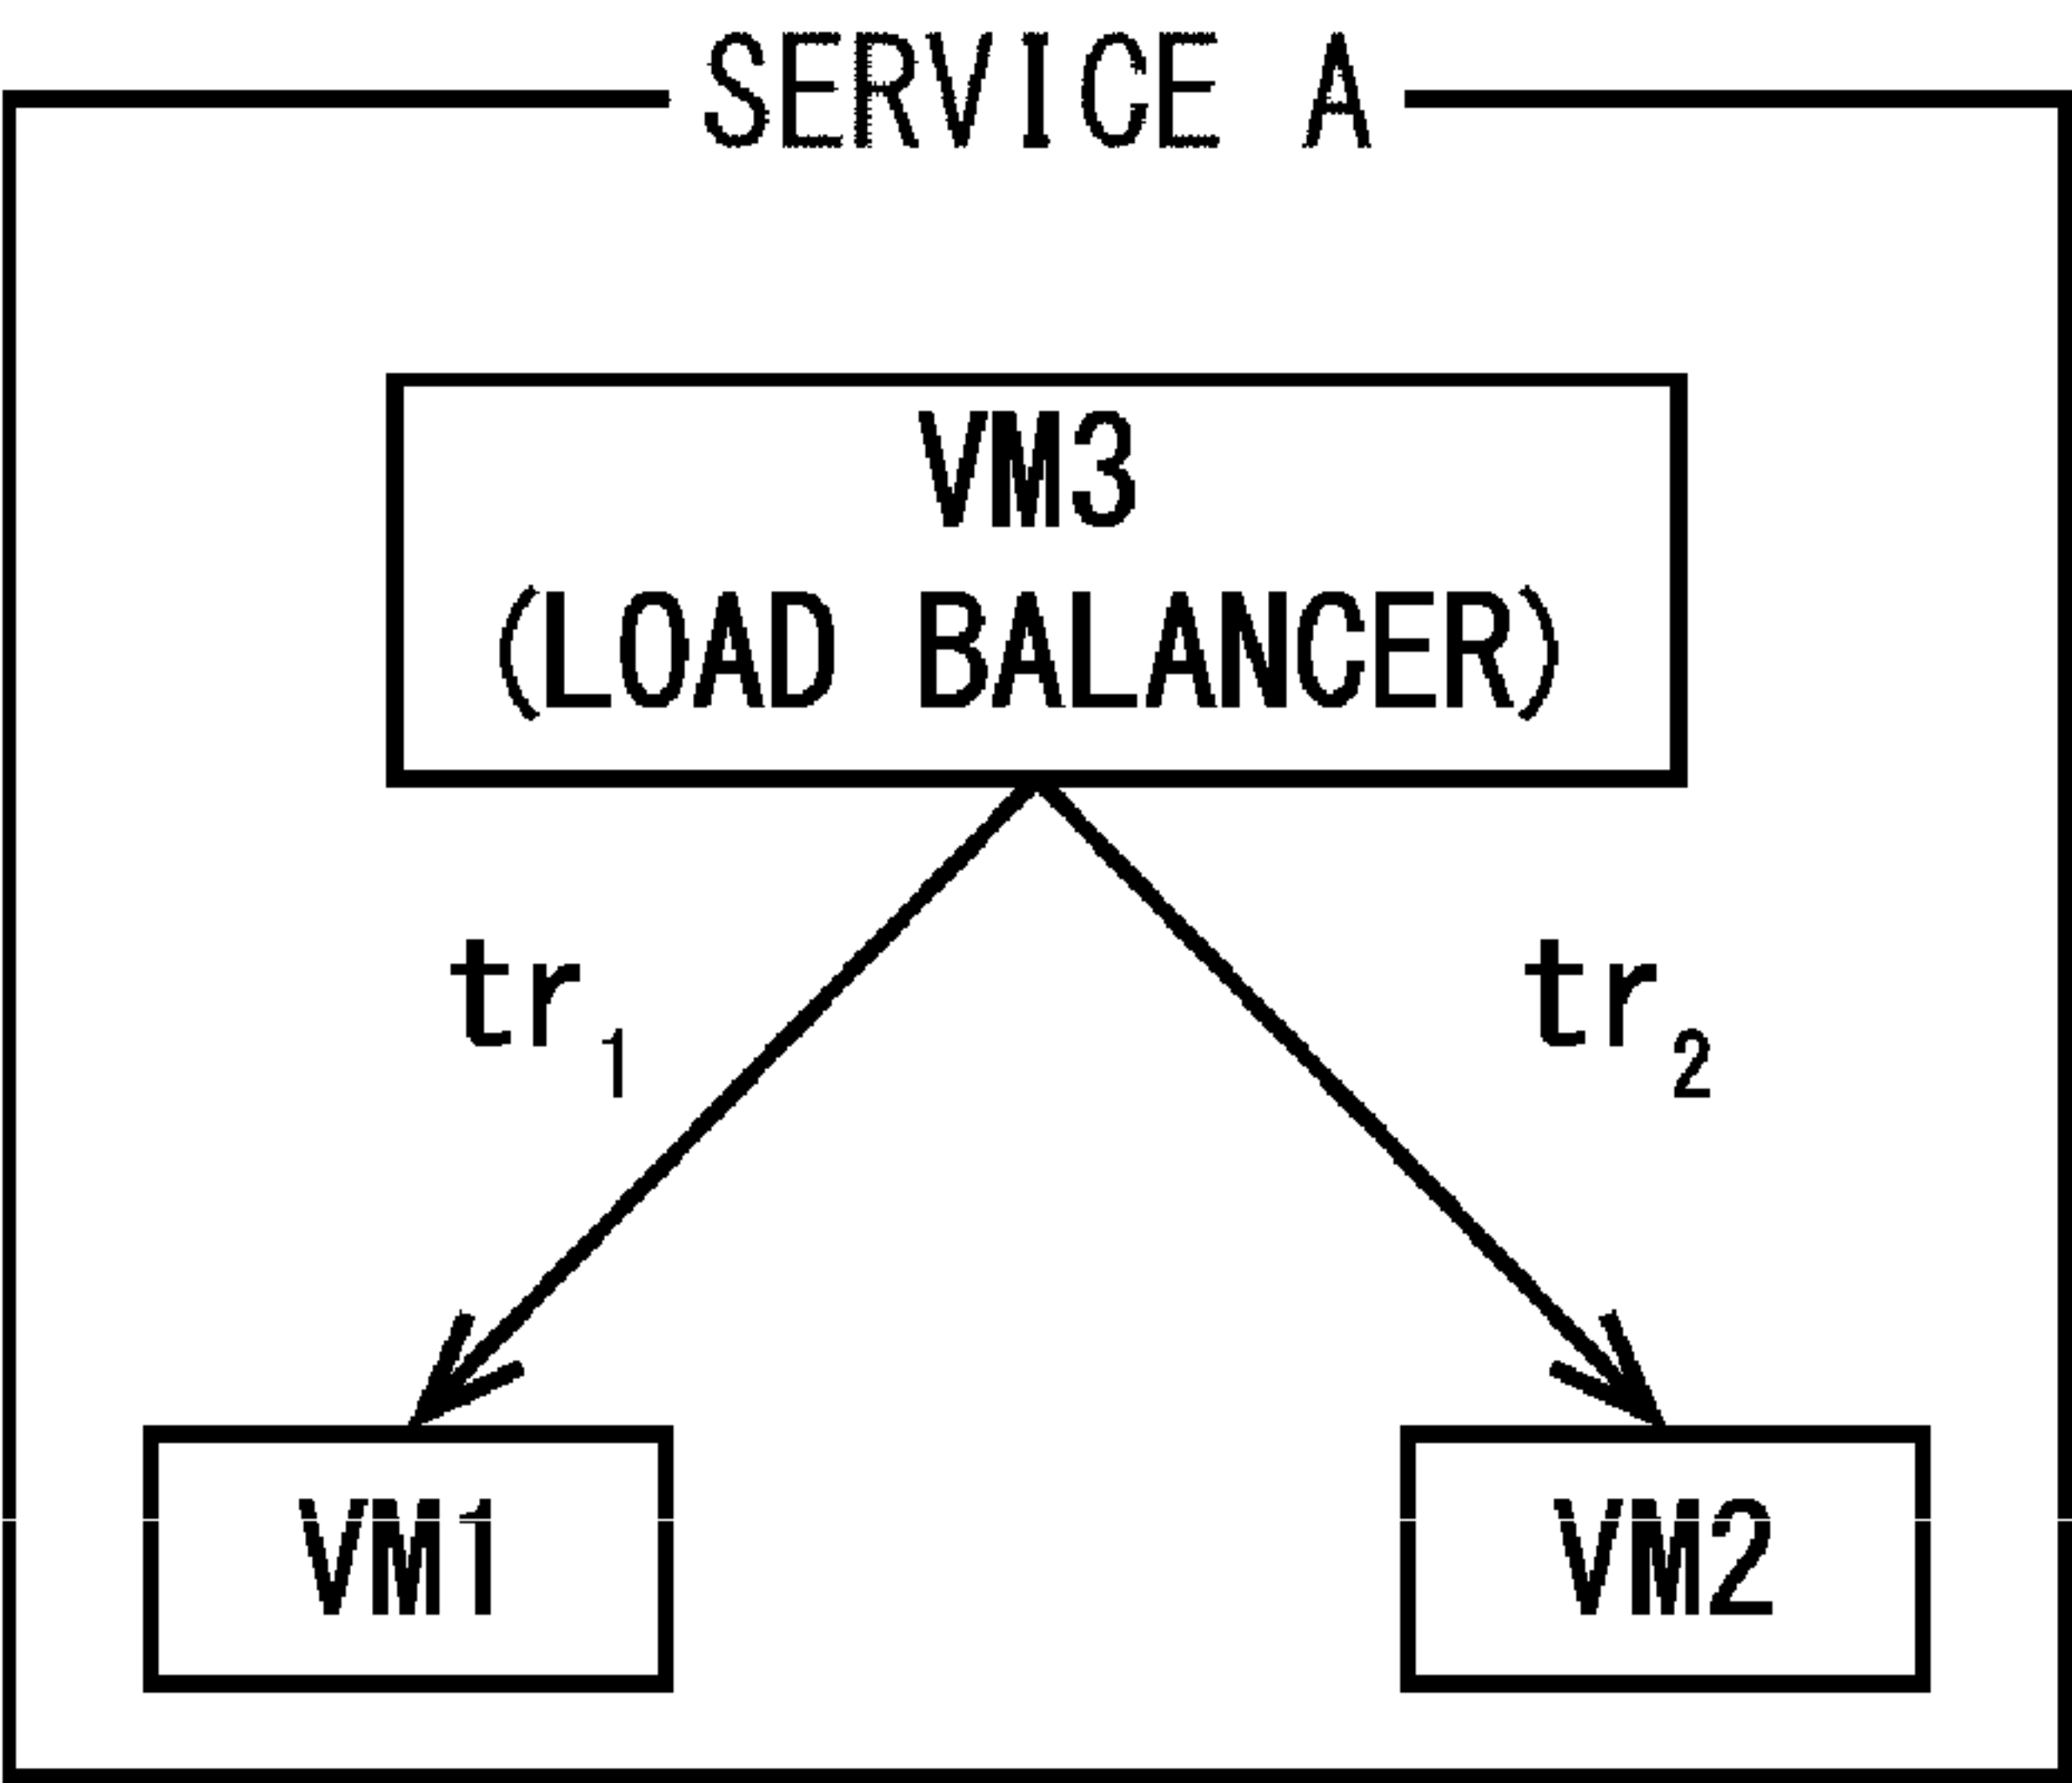 SERVICE A
VM3
(LOAD BALANCER)
tr1
tr2
VM1
VM2